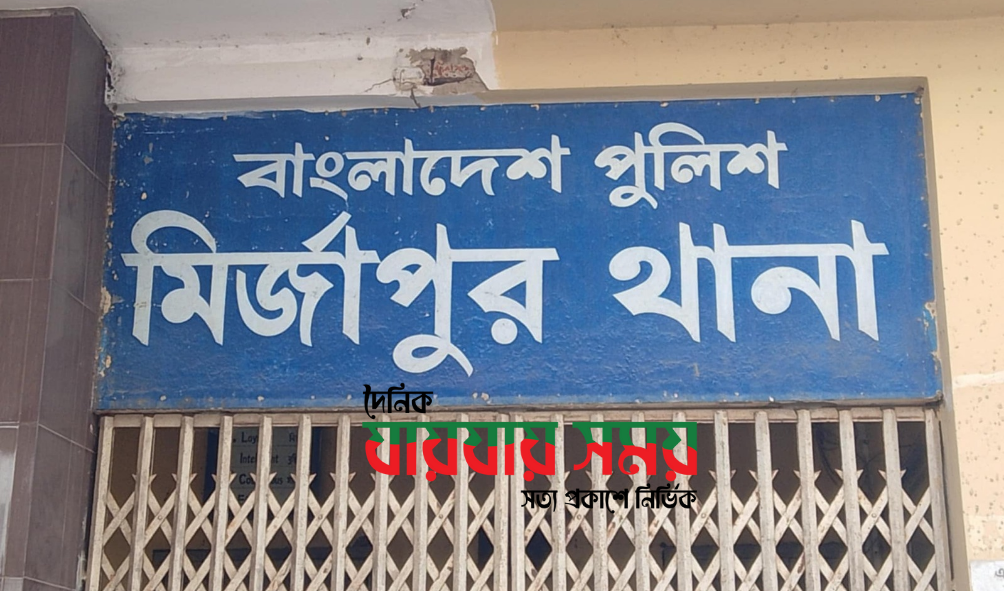 বাংলাদেশ পুলিশ
মির্জাপুর থানা
দৈনিক
যায়যায় সময়
সত্য প্রকাশে নির্ভিক